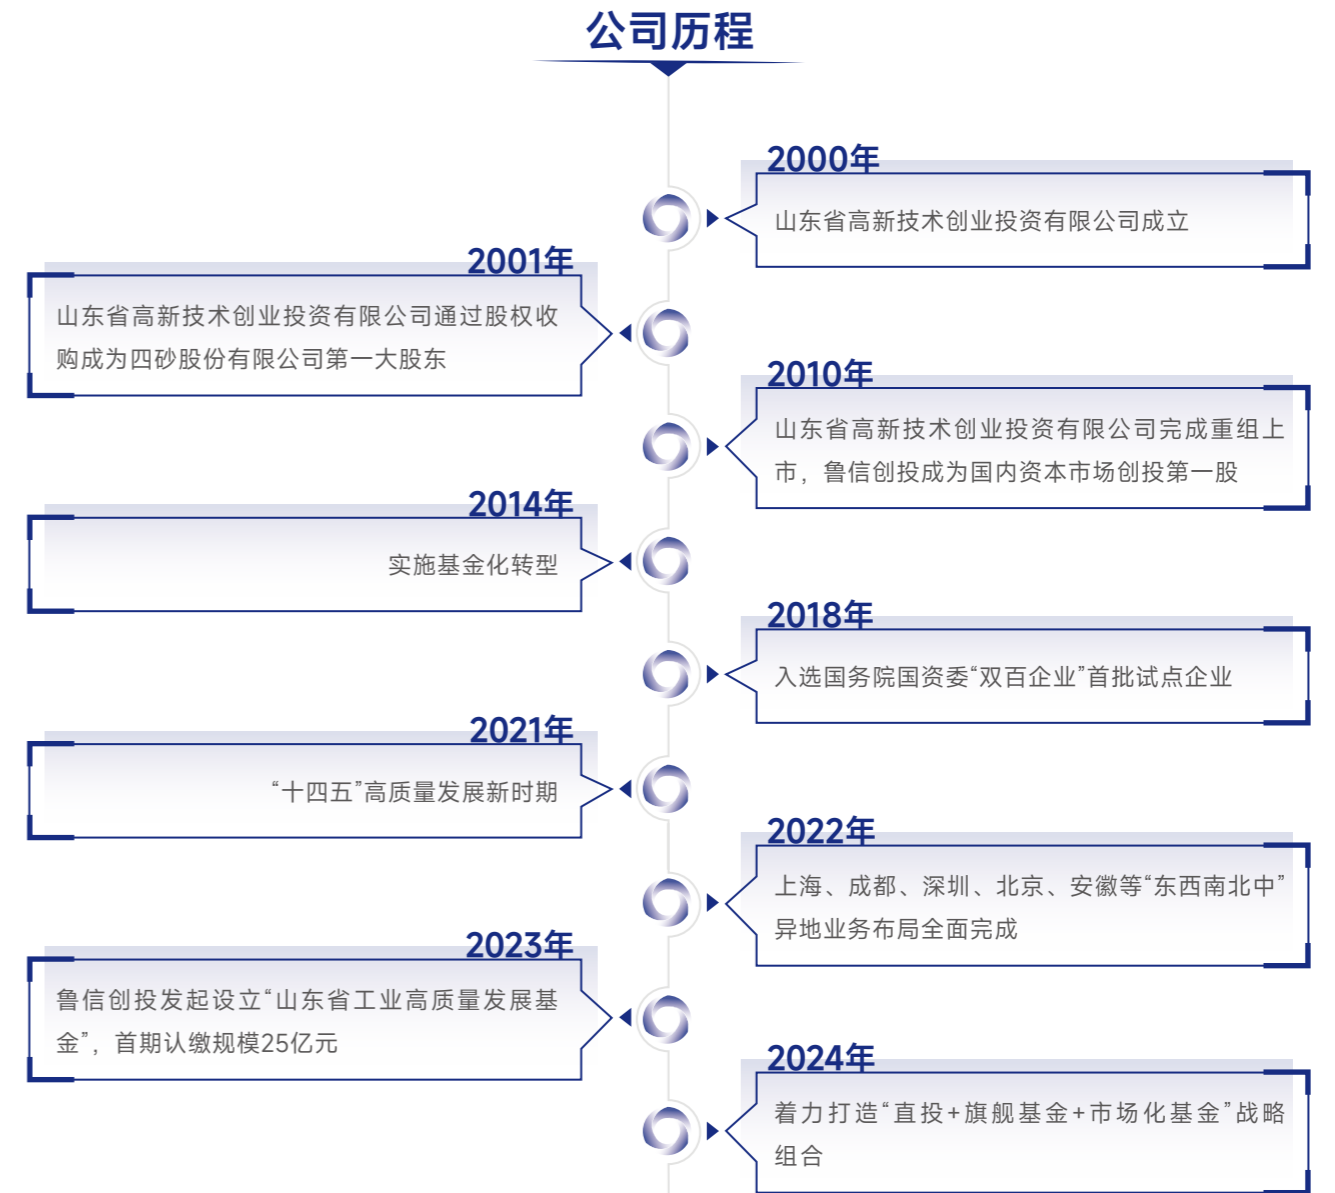 公司历程
2000年
山东省高新技术创业投资有限公司成立
2001年
山东省高新技术创业投资有限公司通过股权收
购成为四砂股份有限公司第一大股东
2010年
山东省高新技术创业投资有限公司完成重组上
市，鲁信创投成为国内资本市场创投第一股
2014年
实施基金化转型
2018年
入选国务院国资委“双百企业”首批试点企业
2021年
“十四五”高质量发展新时期
2022年
上海、成都、深圳、北京、安徽等“东西南北中”
异地业务布局全面完成
2023年
鲁信创投发起设立“山东省工业高质量发展基
金”，首期认缴规模25亿元
2024年
着力打造“直投+旗舰基金+市场化基金”战略
组合